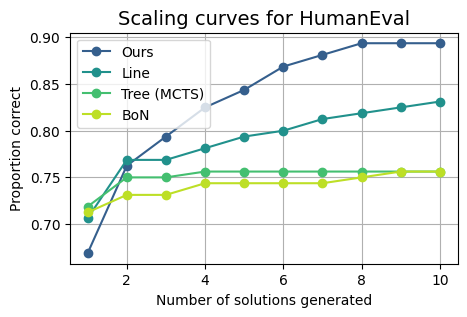 Scaling curves for HumanEval
Proportion correct
0.90
0.85
0.80
0.75
0.70
Ours
Line
Tree (MCTS)
BoN
2 4 6 8 10
Number of solutions generated